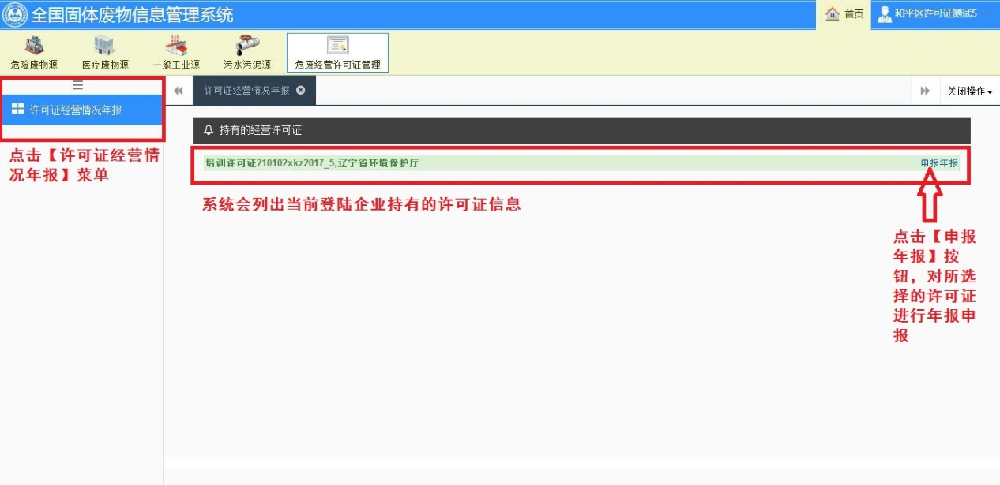 全国固体废物信息管理系统
首页
和平区许可证测试5
危险废物源
医疗废物源
一般工业源
污水污泥源
危废经营许可证管理
许可证经营情况年报
许可证经营情况年报
关闭操作
持有的经营许可证
培训许可证210102xkz2017_5,辽宁省环境保护厅
申报年报
点击【许可证经营情
况年报】菜单
系统会列出当前登陆企业持有的许可证信息
点击【申报
年报】按
钮，对所选
择的许可证
进行年报申
报